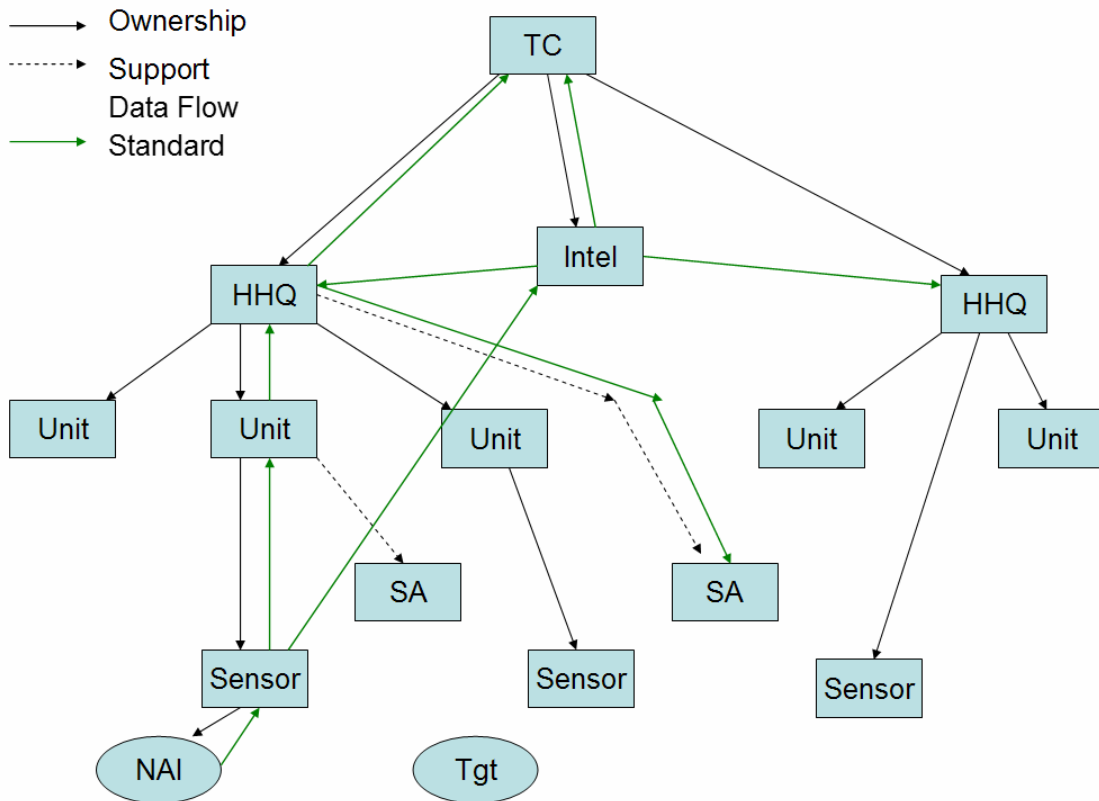 Ownership
Support
Data Flow
Standard
TC
Intel
HHQ
HHQ
Unit
Unit
Unit
Unit
Unit
SA
SA
Sensor
Sensor
Sensor
NAI
Tgt